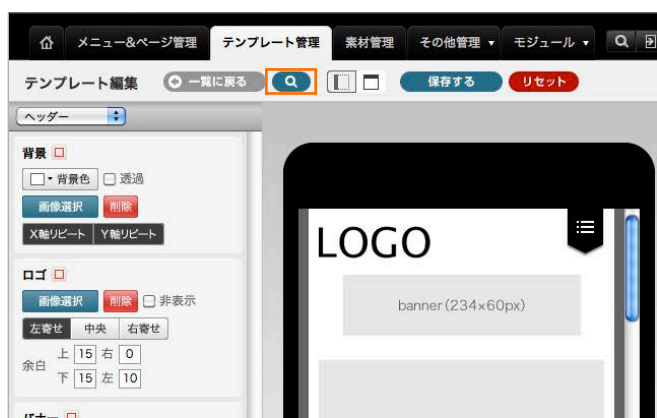 メニュー&ページ管理 テンプレート管理 素材管理 その他管理 ▼ モジュール ▼
テンプレート編集 一覧に戻る 保存する リセット
ヘッダー
背景
背景色 透過
画像選択 削除
X軸リピート Y軸リピート
ロゴ
画像選択 削除 非表示
左寄せ 中央 右寄せ
余白 上 15 右 0
下 15 左 10
バナー
LOGO
banner(234×60px)